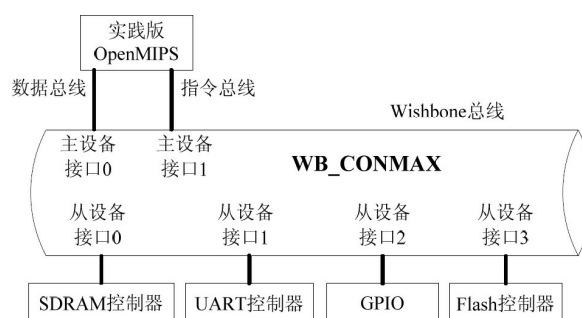 实践版
OpenMIPS
数据总线
指令总线
Wishbone总线
主设备
接口0
主设备
接口1
WB_CONMAX
从设备
接口0
从设备
接口1
从设备
接口2
从设备
接口3
SDRAM控制器
UART控制器
GPIO
Flash控制器